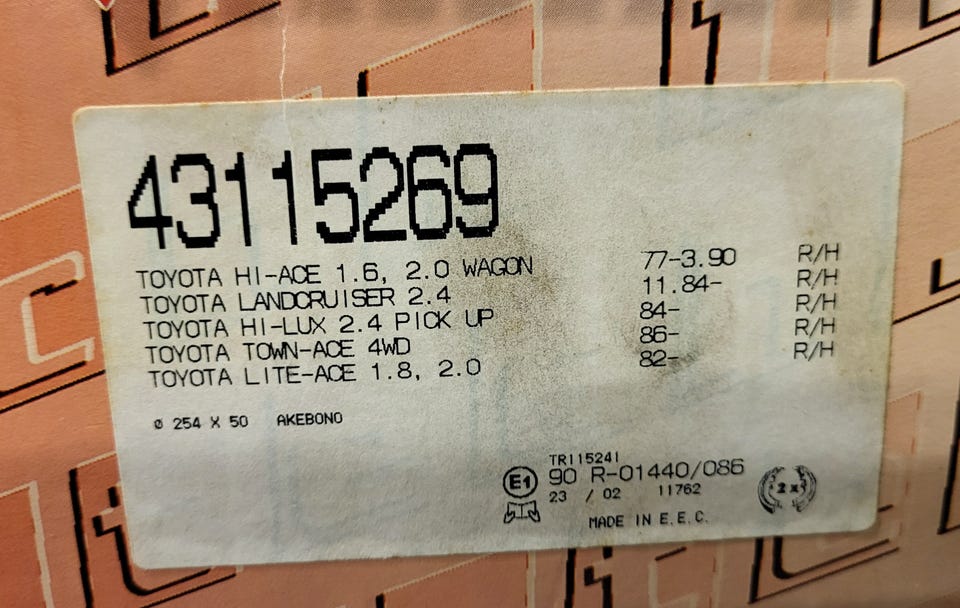 43115269
TOYOTA HI-ACE 1.6, 2.0 WAGON 77-3.90 R/H
TOYOTA LANDCRUISER 2.4 11.84- R/H
TOYOTA HI-LUX 2.4 PICK UP 84- R/H
TOYOTA TOWN-ACE 4WD 86- R/H
TOYOTA LITE-ACE 1.8, 2.0 82- R/H
Ø 254 X 50 AKEBONO
TR115241
E1 90 R-01440/086
23 / 02 11762
2x
MADE IN E.E.C.